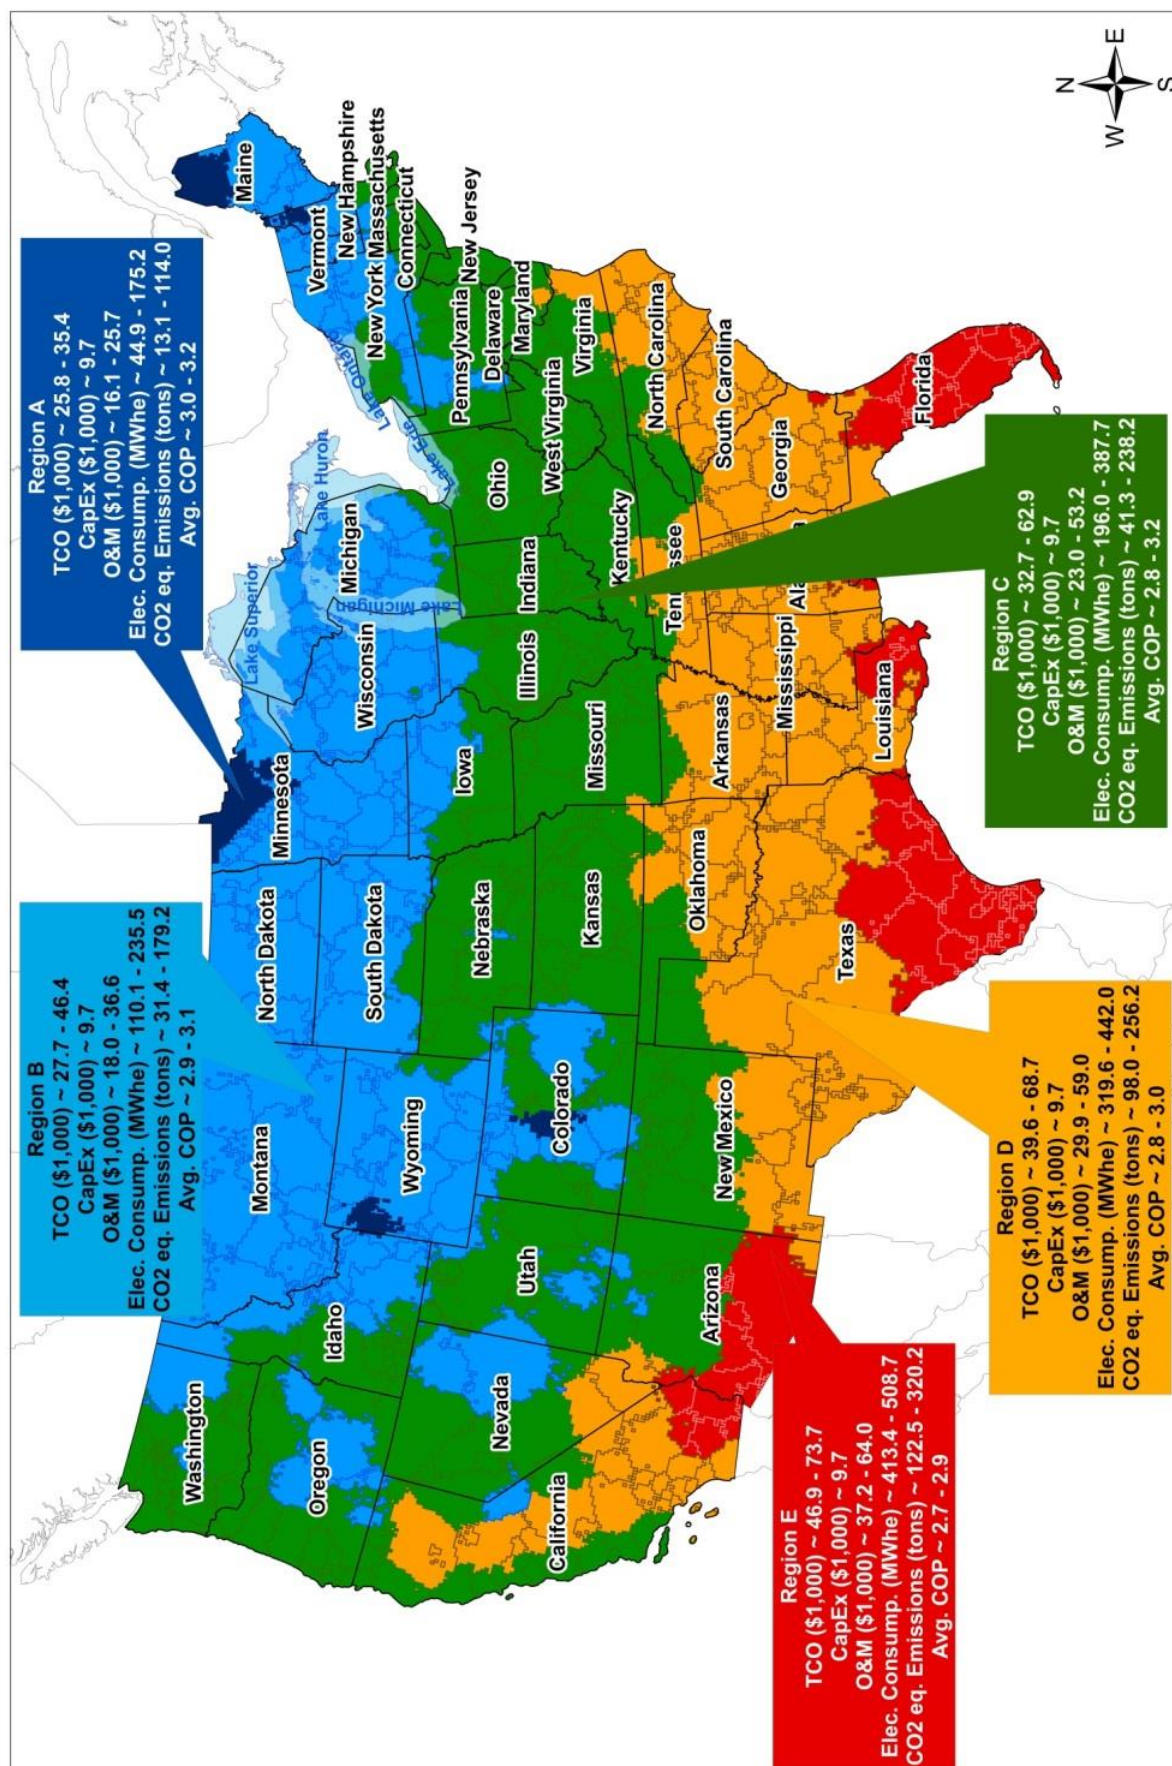 Region A
TCO ($1,000) ~ 25.8 - 35.4
CapEx ($1,000) ~ 9.7
O&M ($1,000) ~ 16.1 - 25.7
Elec. Consump. (MWhe) ~ 44.9 - 175.2
CO2 eq. Emissions (tons) ~ 13.1 - 114.0
Avg. COP ~ 3.0 - 3.2
Region B
TCO ($1,000) ~ 27.7 - 46.4
CapEx ($1,000) ~ 9.7
O&M ($1,000) ~ 18.0 - 36.6
Elec. Consump. (MWhe) ~ 110.1 - 235.5
CO2 eq. Emissions (tons) ~ 31.4 - 179.2
Avg. COP ~ 2.9 - 3.1
Washington
Oregon
Idaho
Montana
Wyoming
North Dakota
South Dakota
Minnesota
Wisconsin
Michigan
Lake Superior
Lake Michigan
Lake Huron
Lake Erie
Lake Ontario
Maine
Vermont
New Hampshire
New York
Massachusetts
Connecticut
Pennsylvania
New Jersey
Delaware
Maryland
Virginia
West Virginia
Ohio
Indiana
Illinois
Iowa
Nebraska
Nevada
Utah
Colorado
Kansas
Missouri
Kentucky
California
Arizona
New Mexico
Oklahoma
Arkansas
Tennessee
North Carolina
South Carolina
Georgia
Ala
Mississippi
Louisiana
Texas
Florida
Region E
TCO ($1,000) ~ 46.9 - 73.7
CapEx ($1,000) ~ 9.7
O&M ($1,000) ~ 37.2 - 64.0
Elec. Consump. (MWhe) ~ 413.4 - 508.7
CO2 eq. Emissions (tons) ~ 122.5 - 320.2
Avg. COP ~ 2.7 - 2.9
Region D
TCO ($1,000) ~ 39.6 - 68.7
CapEx ($1,000) ~ 9.7
O&M ($1,000) ~ 29.9 - 59.0
Elec. Consump. (MWhe) ~ 319.6 - 442.0
CO2 eq. Emissions (tons) ~ 98.0 - 256.2
Avg. COP ~ 2.8 - 3.0
Region C
TCO ($1,000) ~ 32.7 - 62.9
CapEx ($1,000) ~ 9.7
O&M ($1,000) ~ 23.0 - 53.2
Elec. Consump. (MWhe) ~ 196.0 - 387.7
CO2 eq. Emissions (tons) ~ 41.3 - 238.2
Avg. COP ~ 2.8 - 3.2
N
W
E
S